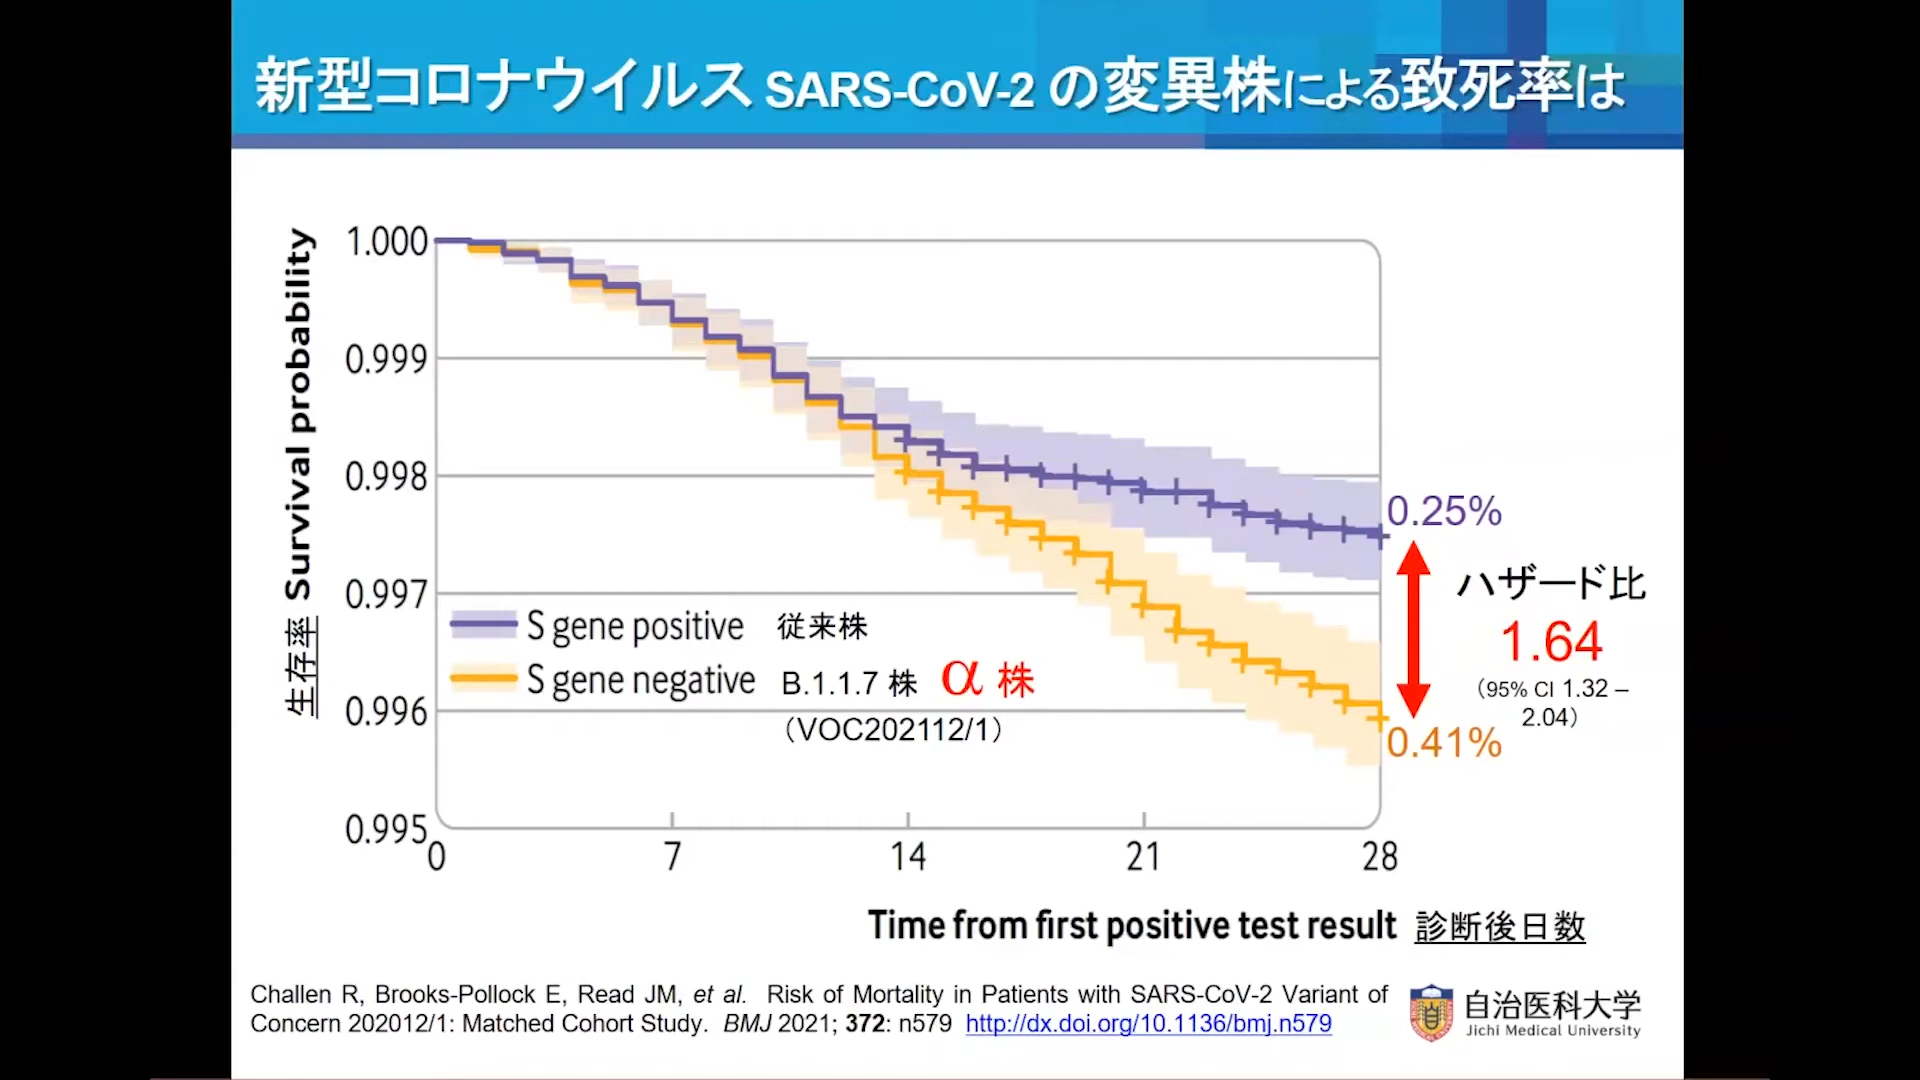 新型コロナウイルス SARS-CoV-2 の変異株による致死率は
生存率 Survival probability
1.000
0.999
0.998
0.997
0.996
0.995
0.25%
ハザード比
1.64
（95% CI 1.32 –
2.04）
0.41%
S gene positive 従来株
S gene negative B.1.1.7 株 α 株
（VOC202112/1）
0 7 14 21 28
Time from first positive test result 診断後日数
Challen R, Brooks-Pollock E, Read JM, et al. Risk of Mortality in Patients with SARS-CoV-2 Variant of
Concern 202012/1: Matched Cohort Study. BMJ 2021; 372: n579 http://dx.doi.org/10.1136/bmj.n579
自治医科大学
Jichi Medical University